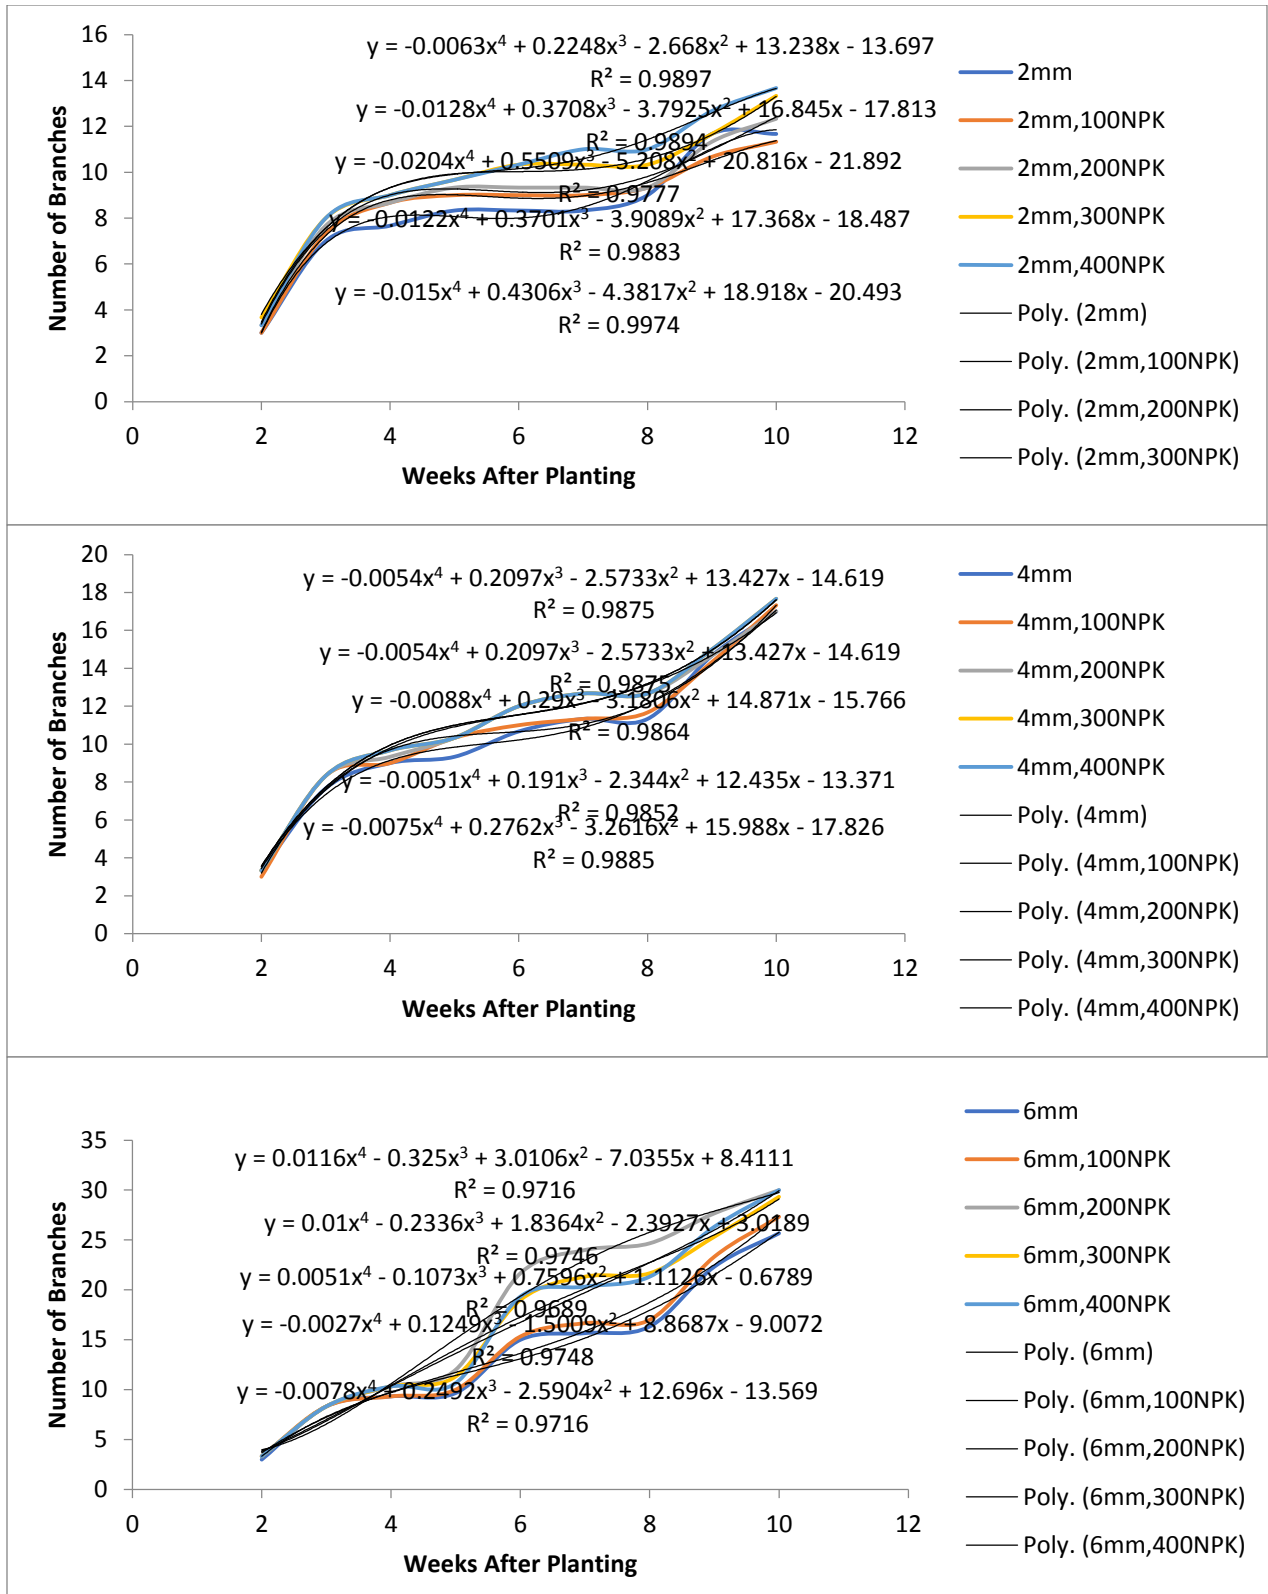 16
14
12
10
8
6
4
2
0
Number of Branches
y = -0.0063x⁴ + 0.2248x³ - 2.668x² + 13.238x - 13.697
R² = 0.9897
y = -0.0128x⁴ + 0.3708x³ - 3.7925x² + 16.845x - 17.813
R² = 0.9894
y = -0.0204x⁴ + 0.5509x³ - 5.208x² + 20.816x - 21.892
R² = 0.9777
y = -0.0122x⁴ + 0.3701x³ - 3.9089x² + 17.368x - 18.487
R² = 0.9883
y = -0.015x⁴ + 0.4306x³ - 4.3817x² + 18.918x - 20.493
R² = 0.9974
0 2 4 6 8 10 12
Weeks After Planting
2mm
2mm,100NPK
2mm,200NPK
2mm,300NPK
2mm,400NPK
Poly. (2mm)
Poly. (2mm,100NPK)
Poly. (2mm,200NPK)
Poly. (2mm,300NPK)
20
18
16
14
12
10
8
6
4
2
0
Number of Branches
y = -0.0054x⁴ + 0.2097x³ - 2.5733x² + 13.427x - 14.619
R² = 0.9875
y = -0.0054x⁴ + 0.2097x³ - 2.5733x² + 13.427x - 14.619
R² = 0.9875
y = -0.0088x⁴ + 0.29x³ - 3.1806x² + 14.871x - 15.766
R² = 0.9864
y = -0.0051x⁴ + 0.191x³ - 2.344x² + 12.435x - 13.371
R² = 0.9852
y = -0.0075x⁴ + 0.2762x³ - 3.2616x² + 15.988x - 17.826
R² = 0.9885
0 2 4 6 8 10 12
Weeks After Planting
4mm
4mm,100NPK
4mm,200NPK
4mm,300NPK
4mm,400NPK
Poly. (4mm)
Poly. (4mm,100NPK)
Poly. (4mm,200NPK)
Poly. (4mm,300NPK)
Poly. (4mm,400NPK)
35
30
25
20
15
10
5
0
Number of Branches
y = 0.0116x⁴ - 0.325x³ + 3.0106x² - 7.0355x + 8.4111
R² = 0.9716
y = 0.01x⁴ - 0.2336x³ + 1.8364x² - 2.3927x + 3.0189
R² = 0.9746
y = 0.0051x⁴ - 0.1073x³ + 0.7596x² + 1.1126x - 0.6789
R² = 0.9689
y = -0.0027x⁴ + 0.1249x³ - 1.5009x² + 8.8687x - 9.0072
R² = 0.9748
y = -0.0078x⁴ + 0.2492x³ - 2.5904x² + 12.696x - 13.569
R² = 0.9716
0 2 4 6 8 10 12
Weeks After Planting
6mm
6mm,100NPK
6mm,200NPK
6mm,300NPK
6mm,400NPK
Poly. (6mm)
Poly. (6mm,100NPK)
Poly. (6mm,200NPK)
Poly. (6mm,300NPK)
Poly. (6mm,400NPK)